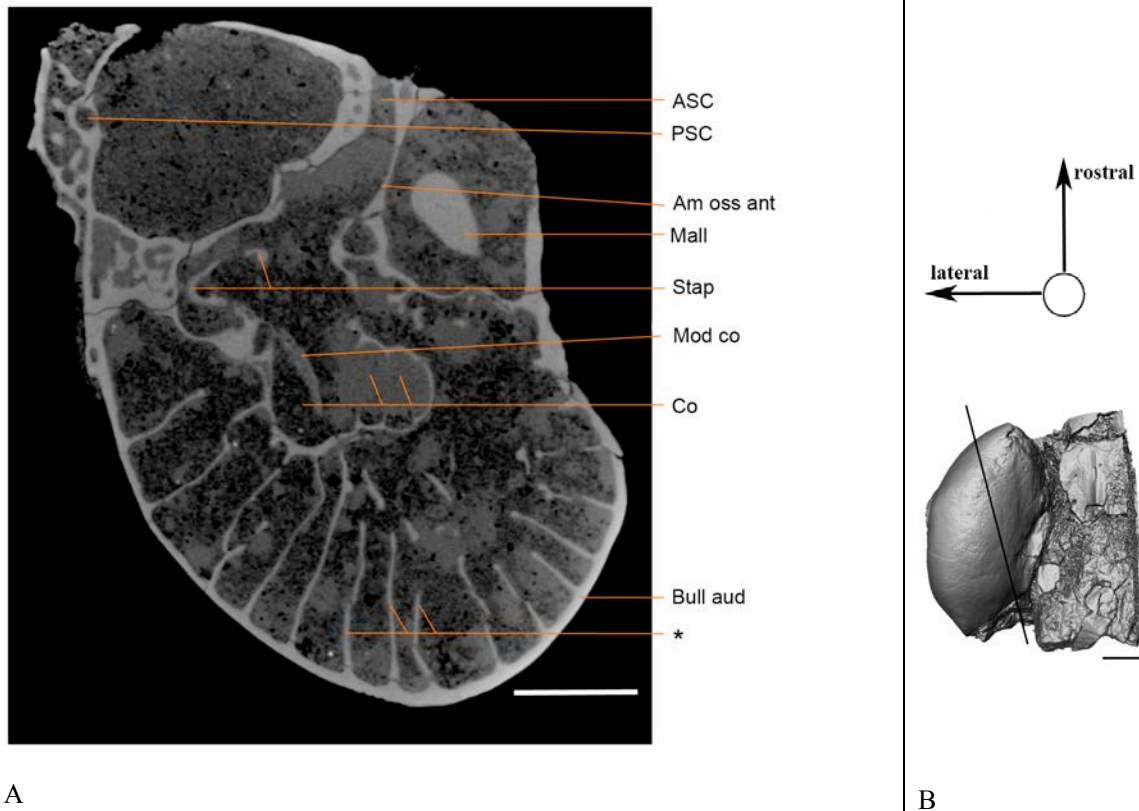 ASC
PSC
Am oss ant
Mall
Stap
Mod co
Co
Bull aud
*
A
rostral
lateral
B